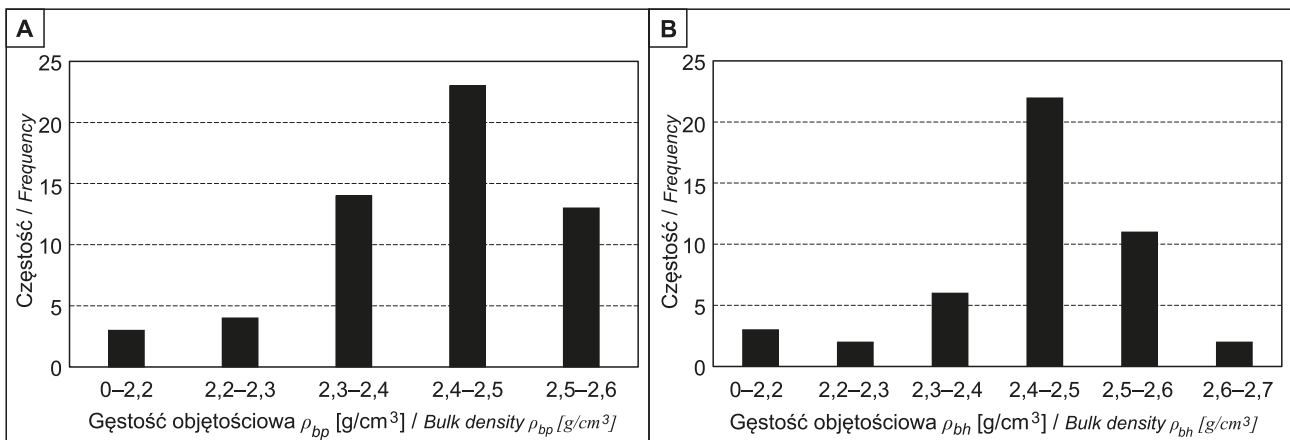 A
25
20
15
10
5
0
Częstość / Frequency
0–2,2 2,2–2,3 2,3–2,4 2,4–2,5 2,5–2,6
Gęstość objętościowa ρbp [g/cm³] / Bulk density ρbp [g/cm³]
B
25
20
15
10
5
0
Częstość / Frequency
0–2,2 2,2–2,3 2,3–2,4 2,4–2,5 2,5–2,6 2,6–2,7
Gęstość objętościowa ρbh [g/cm³] / Bulk density ρbh [g/cm³]